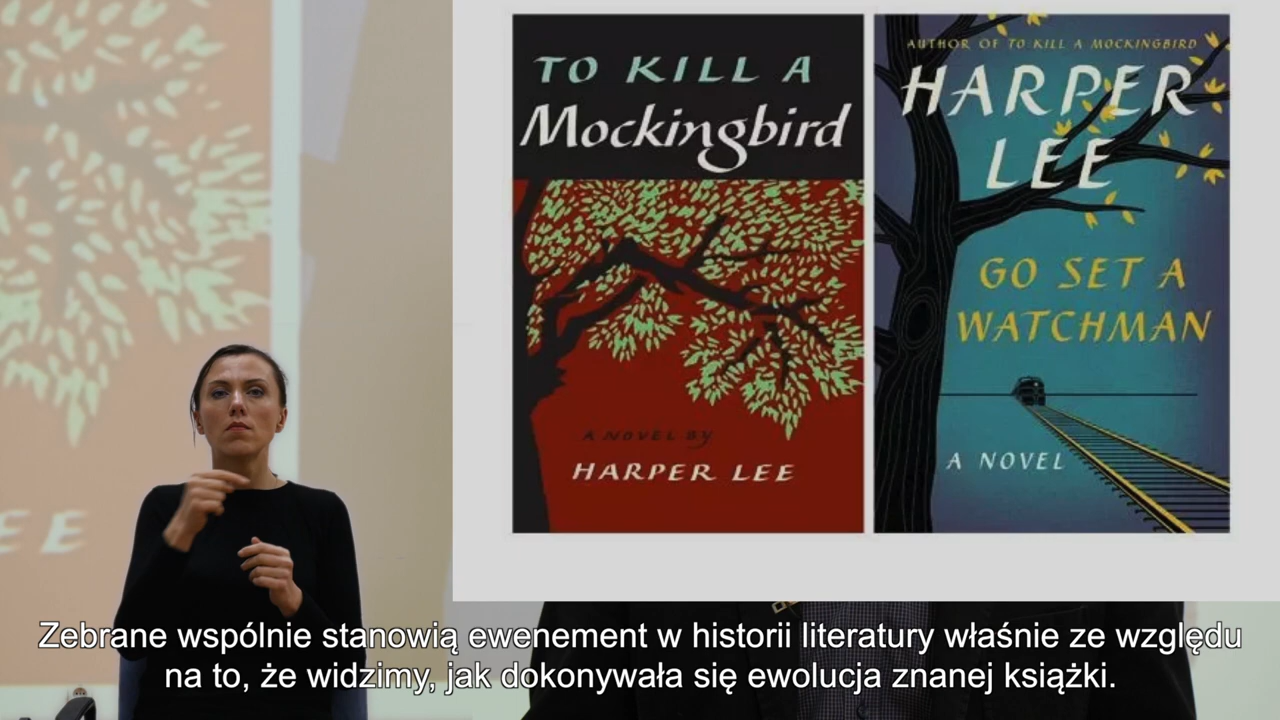 TO KILL A
Mockingbird
A NOVEL BY
HARPER LEE
AUTHOR OF TO KILL A MOCKINGBIRD
HARPER
LEE
GO SET A
WATCHMAN
A NOVEL
EE
Zebrane wspólnie stanowią ewenement w historii literatury właśnie ze względu
na to, że widzimy, jak dokonywała się ewolucja znanej książki.